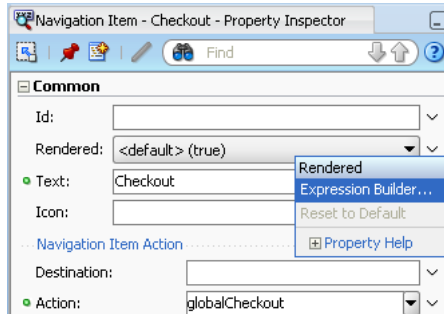 Navigation Item - Checkout - Property Inspector
Find
Common
Id:
Rendered: <default> (true)
Rendered
Text: Checkout
Expression Builder...
Icon:
Reset to Default
Navigation Item Action
Property Help
Destination:
Action: globalCheckout